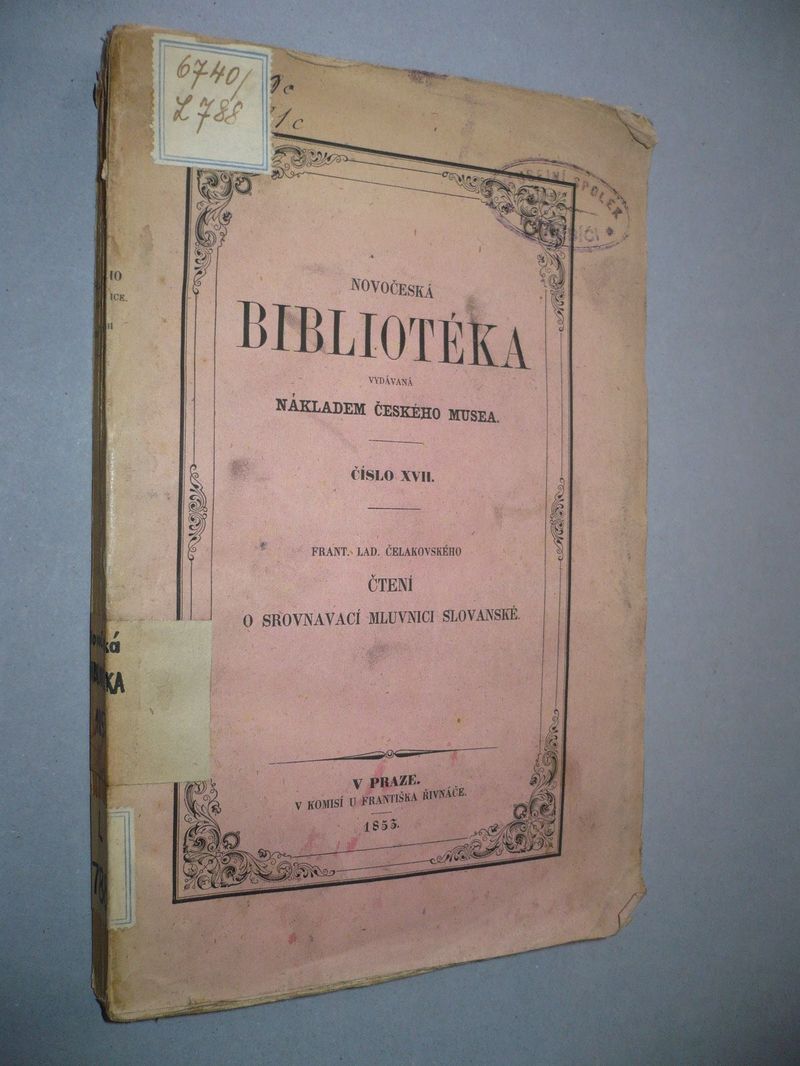 6740/
L 788
1c
NOVOČESKÁ
BIBLIOTÉKA
VYDÁVANÁ
NÁKLADEM ČESKÉHO MUSEA.
ČÍSLO XVII.
FRANT. LAD. ČELAKOVSKÉHO
ČTENÍ
O SROVNAVACÍ MLUVNICI SLOVANSKÉ.
V PRAZE.
V KOMISÍ U FRANTIŠKA ŘIVNÁČE.
1853.